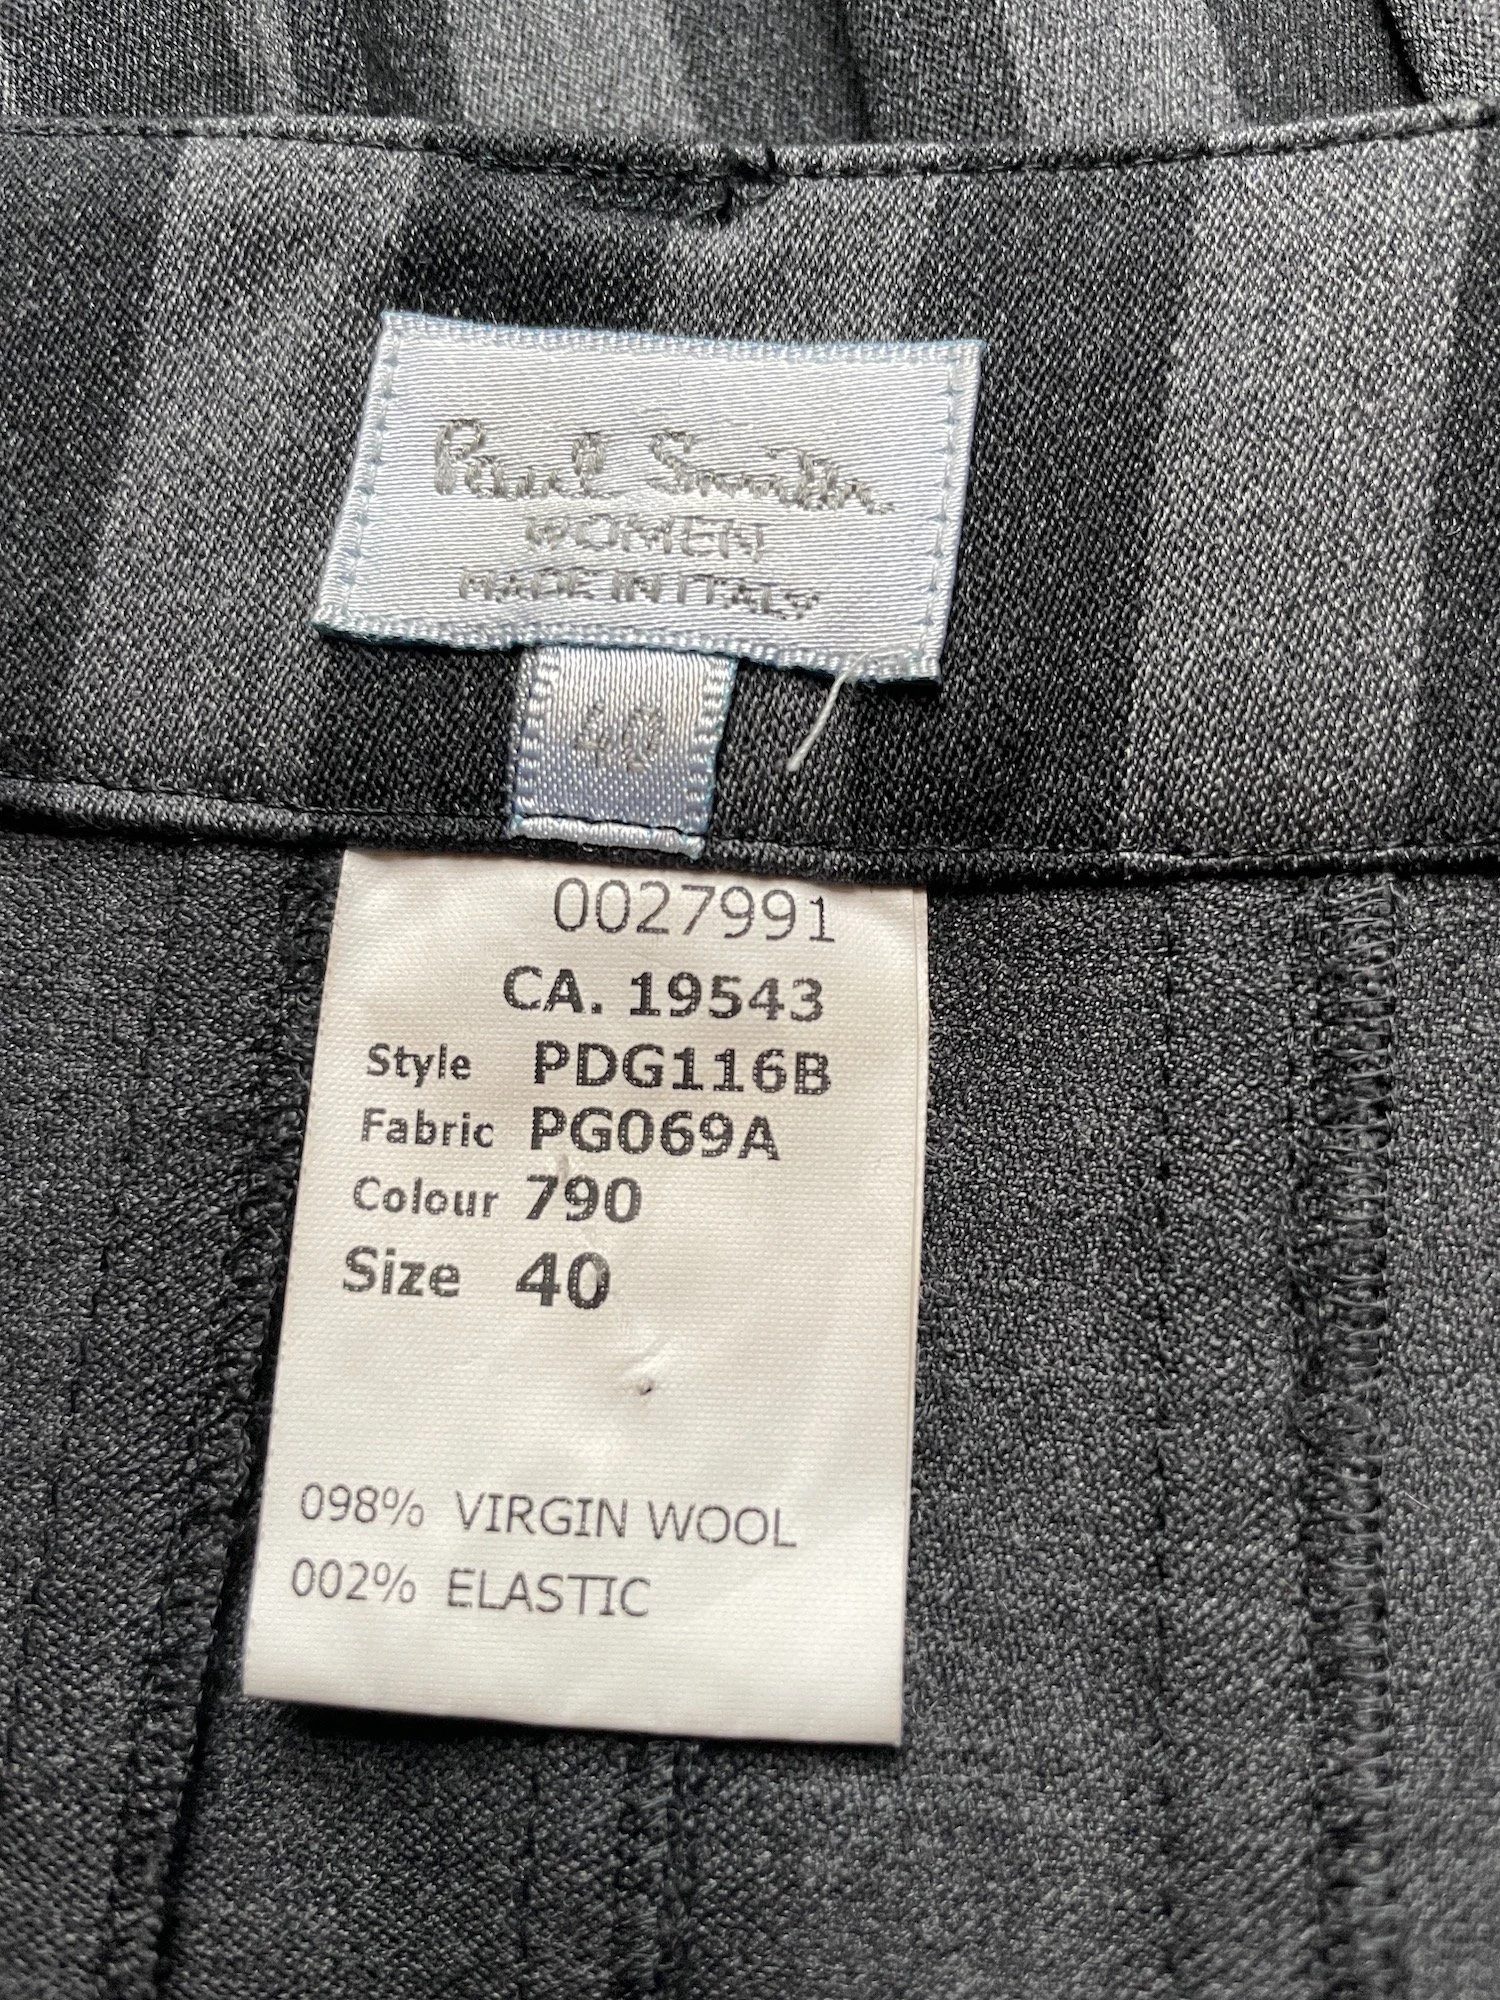 Paul Smith
WOMEN
MADE IN ITALY
40
0027991
CA. 19543
Style PDG116B
Fabric PG069A
Colour 790
Size 40
098% VIRGIN WOOL
002% ELASTIC